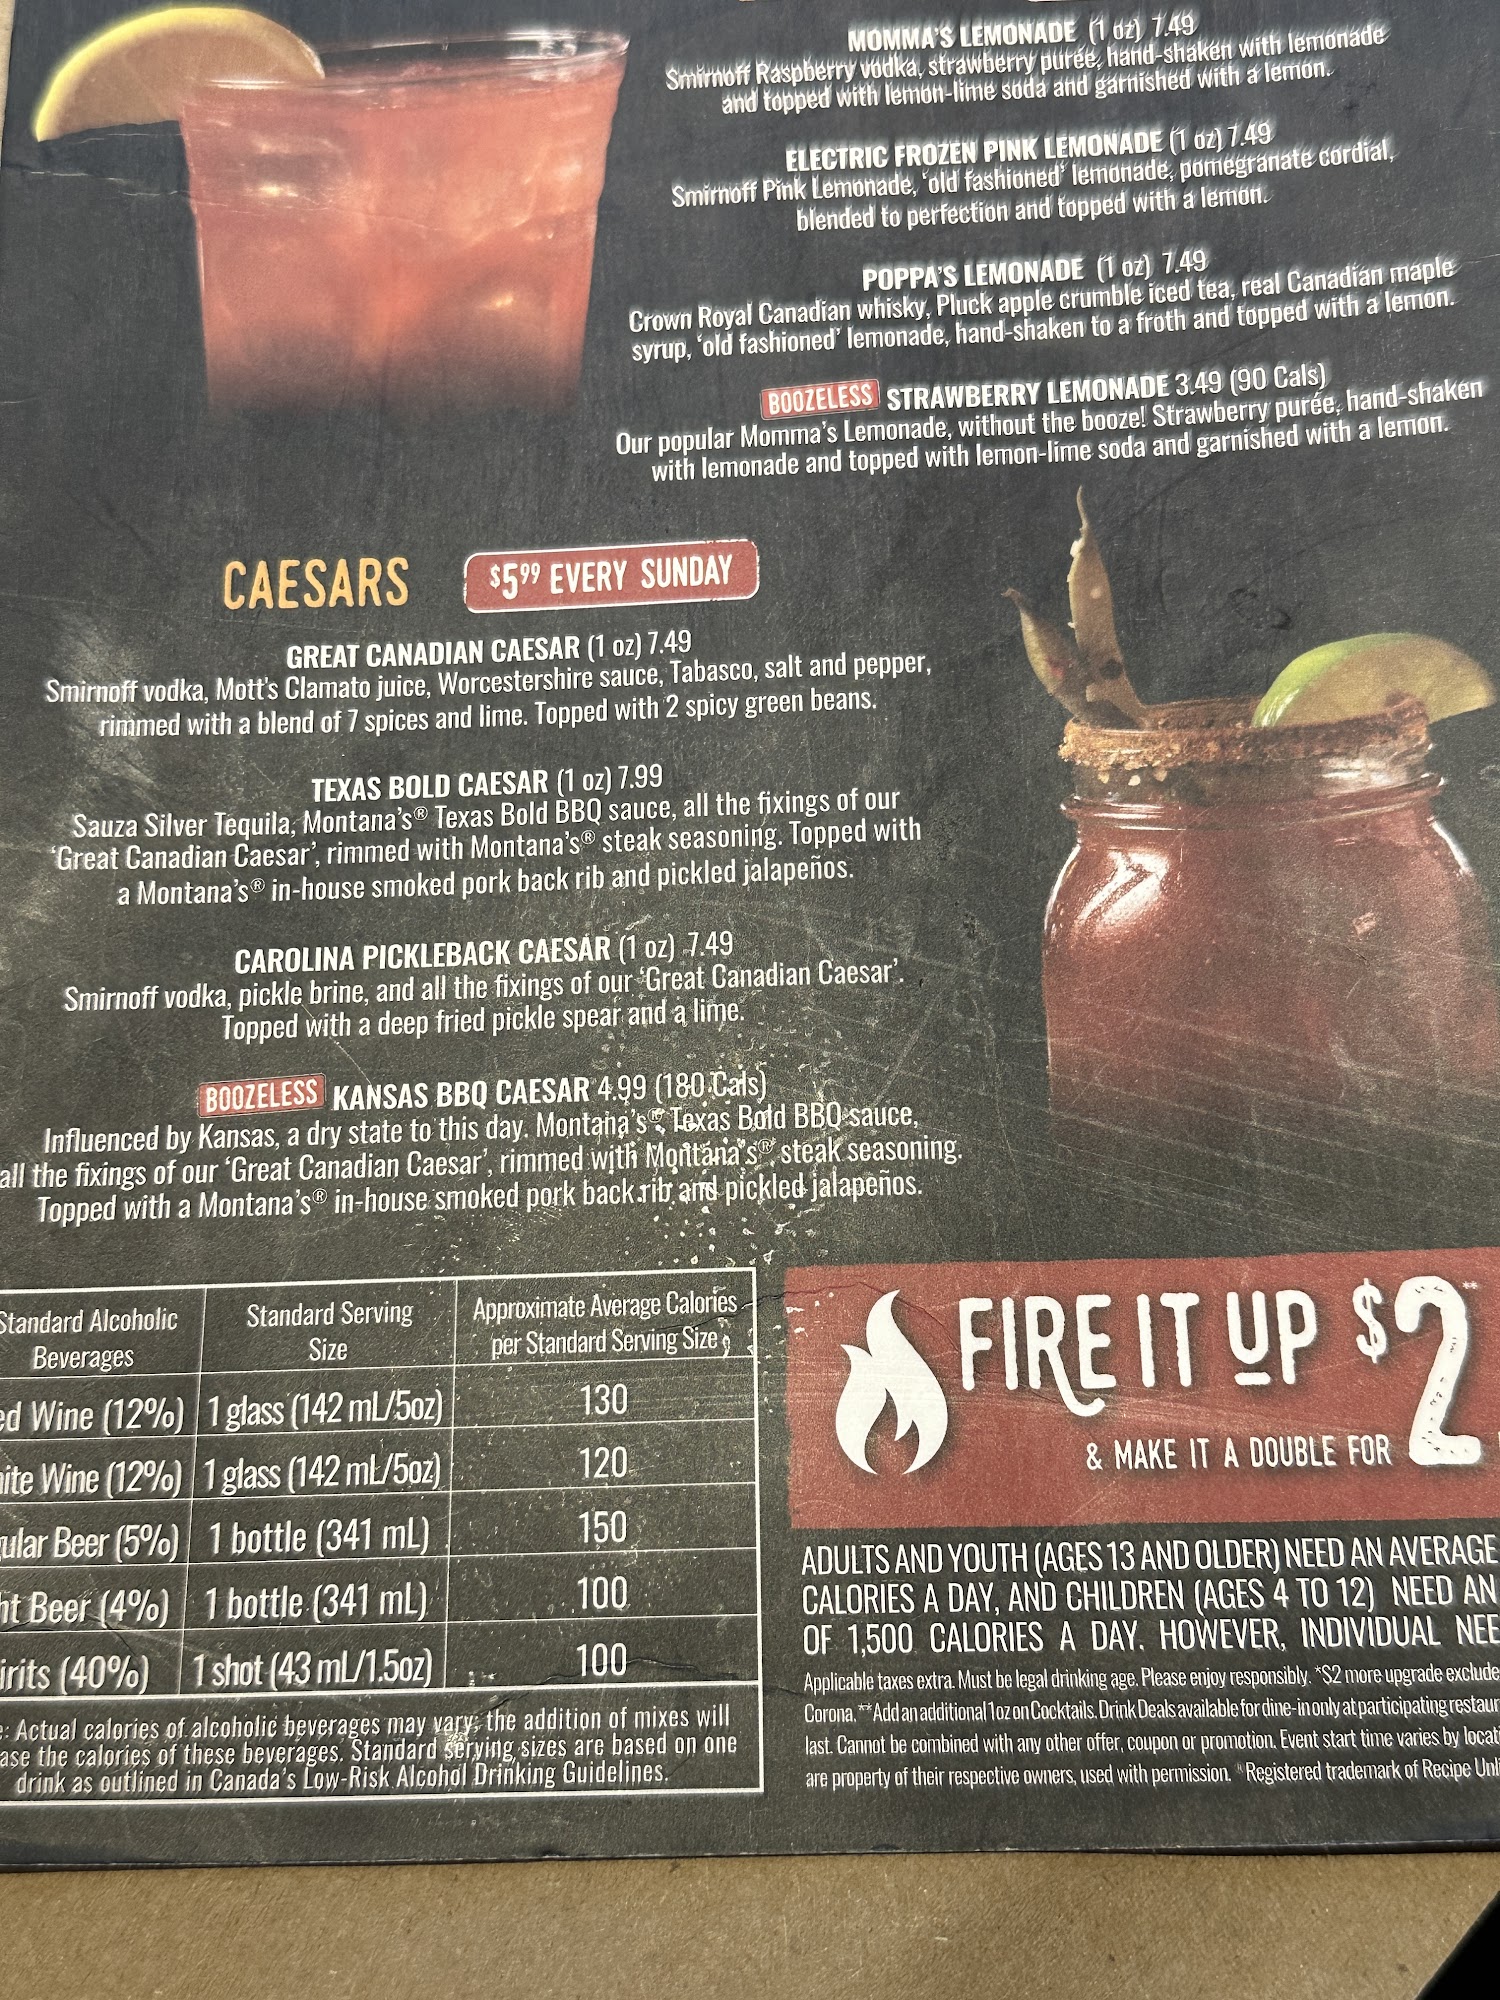 MOMMA'S LEMONADE (1 oz) 7.49
Smirnoff Raspberry vodka, strawberry purée, hand-shaken with lemonade
and topped with lemon-lime soda and garnished with a lemon.
ELECTRIC FROZEN PINK LEMONADE (1 oz) 7.49
Smirnoff Pink Lemonade, 'old fashioned' lemonade, pomegranate cordial,
blended to perfection and topped with a lemon.
POPPA'S LEMONADE (1 oz) 7.49
Crown Royal Canadian whisky, Pluck apple crumble iced tea, real Canadian maple
syrup, 'old fashioned' lemonade, hand-shaken to a froth and topped with a lemon.
BOOZELESS STRAWBERRY LEMONADE 3.49 (90 Cals)
Our popular Momma's Lemonade, without the booze! Strawberry purée, hand-shaken
with lemonade and topped with lemon-lime soda and garnished with a lemon.
CAESARS $5.99 EVERY SUNDAY
GREAT CANADIAN CAESAR (1 oz) 7.49
Smirnoff vodka, Mott's Clamato juice, Worcestershire sauce, Tabasco, salt and pepper,
rimmed with a blend of 7 spices and lime. Topped with 2 spicy green beans.
TEXAS BOLD CAESAR (1 oz) 7.99
Sauza Silver Tequila, Montana's® Texas Bold BBQ sauce, all the fixings of our
'Great Canadian Caesar', rimmed with Montana's® steak seasoning. Topped with
a Montana's® in-house smoked pork back rib and pickled jalapeños.
CAROLINA PICKLEBACK CAESAR (1 oz) 7.49
Smirnoff vodka, pickle brine, and all the fixings of our 'Great Canadian Caesar'.
Topped with a deep fried pickle spear and a lime.
BOOZELESS KANSAS BBQ CAESAR 4.99 (180 Cals)
Influenced by Kansas, a dry state to this day. Montana's® Texas Bold BBQ sauce,
all the fixings of our 'Great Canadian Caesar', rimmed with Montana's® steak seasoning.
Topped with a Montana's® in-house smoked pork back rib and pickled jalapeños.
Standard Alcoholic
Beverages
Standard Serving
Size
Approximate Average Calories
per Standard Serving Size
ed Wine (12%) 1 glass (142 mL/5oz) 130
ite Wine (12%) 1 glass (142 mL/5oz) 120
ular Beer (5%) 1 bottle (341 mL) 150
ht Beer (4%) 1 bottle (341 mL) 100
irits (40%) 1 shot (43 mL/1.5oz) 100
: Actual calories of alcoholic beverages may vary; the addition of mixes will
ase the calories of these beverages. Standard serving sizes are based on one
drink as outlined in Canada's Low-Risk Alcohol Drinking Guidelines.
FIRE IT UP $2**
& MAKE IT A DOUBLE FOR
ADULTS AND YOUTH (AGES 13 AND OLDER) NEED AN AVERAGE
CALORIES A DAY, AND CHILDREN (AGES 4 TO 12) NEED AN
OF 1,500 CALORIES A DAY. HOWEVER, INDIVIDUAL NEE
Applicable taxes extra. Must be legal drinking age. Please enjoy responsibly. *$2 more upgrade exclude
Corona, **Add an additional 1oz on Cocktails. Drink Deals available for dine-in only at participating restaur
last. Cannot be combined with any other offer, coupon or promotion. Event start time varies by locati
are property of their respective owners, used with permission. ®Registered trademark of Recipe Unl